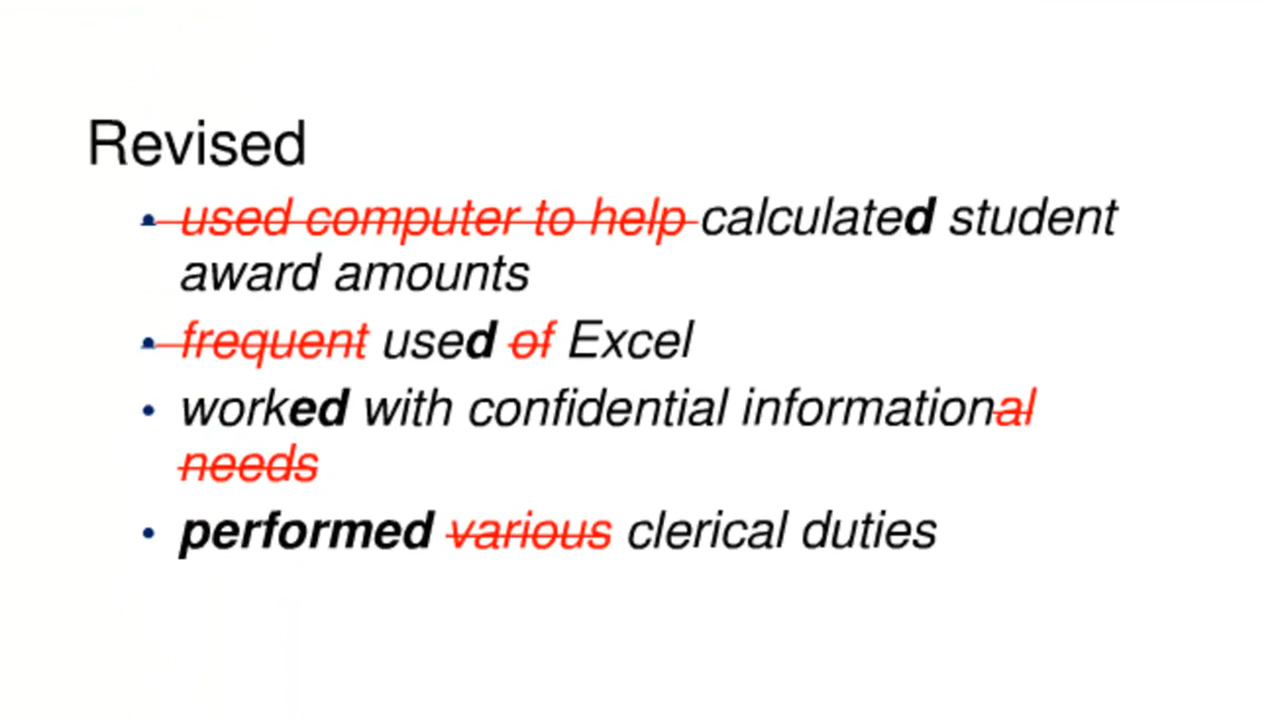 Revised
• used computer to help calculated student
award amounts
• frequent used of Excel
• worked with confidential informational
needs
• performed various clerical duties